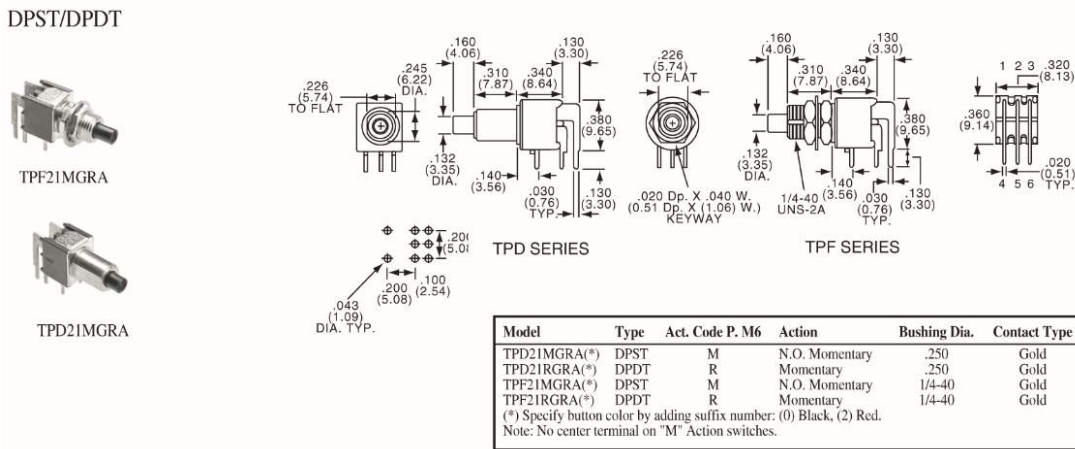 DPST/DPDT
TPF21MGRA
TPD21MGRA
.226
(5.74)
TO FLAT
.245
(6.22)
DIA.
.160
(4.06)
.310
(7.87)
.340
(8.64)
.130
(3.30)
.132
(3.35)
DIA.
.140
(3.56)
.030
(0.76)
TYP.
.380
(9.65)
.130
(3.30)
TPD SERIES
.226
(5.74)
TO FLAT
.020 Dp. X .040 W.
(0.51 Dp. X (1.06) W.)
KEYWAY
.160
(4.06)
.310
(7.87)
.340
(8.64)
.130
(3.30)
.132
(3.35)
DIA.
1/4-40
UNS-2A
.140
(3.56)
.030
(0.76)
TYP.
.380
(9.65)
.130
(3.30)
TPF SERIES
1 2 3
.320
(8.13)
.360
(9.14)
.020
(0.51)
TYP.
4 5 6
.043
(1.09)
DIA. TYP.
.200
(5.08)
.100
(2.54)
Model Type Act. Code P. M6 Action Bushing Dia. Contact Type
TPD21MGRA(*) DPST M N.O. Momentary .250 Gold
TPD21RGRA(*) DPDT R Momentary .250 Gold
TPF21MGRA(*) DPST M N.O. Momentary 1/4-40 Gold
TPF21RGRA(*) DPDT R Momentary 1/4-40 Gold
(*) Specify button color by adding suffix number: (0) Black, (2) Red.
Note: No center terminal on "M" Action switches.